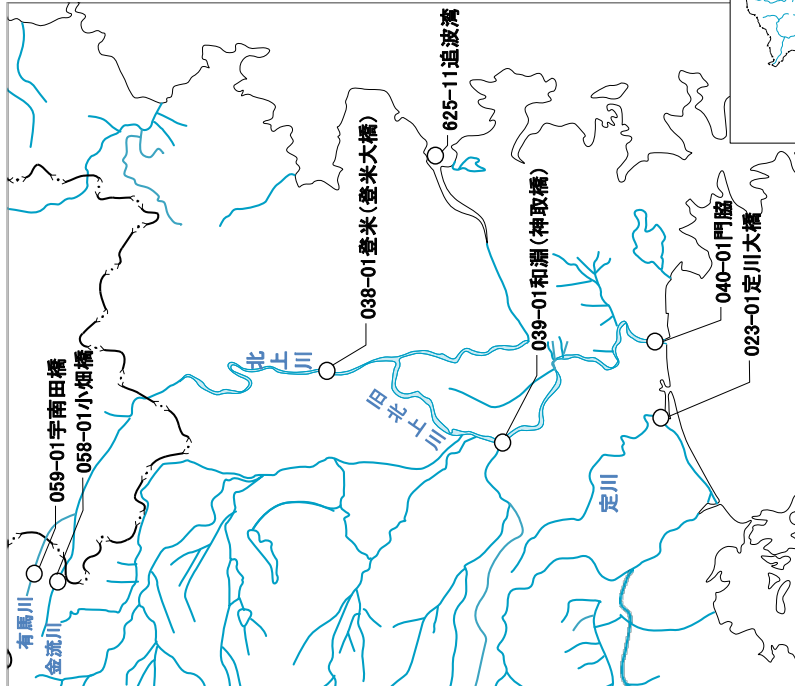 625-11追波湾
038-01登米(登米大橋)
039-01和淵(神取橋)
040-01門脇
023-01定川大橋
059-01宇南田橋
058-01小畑橋
北上川
旧北上川
定川
有馬川
金流川